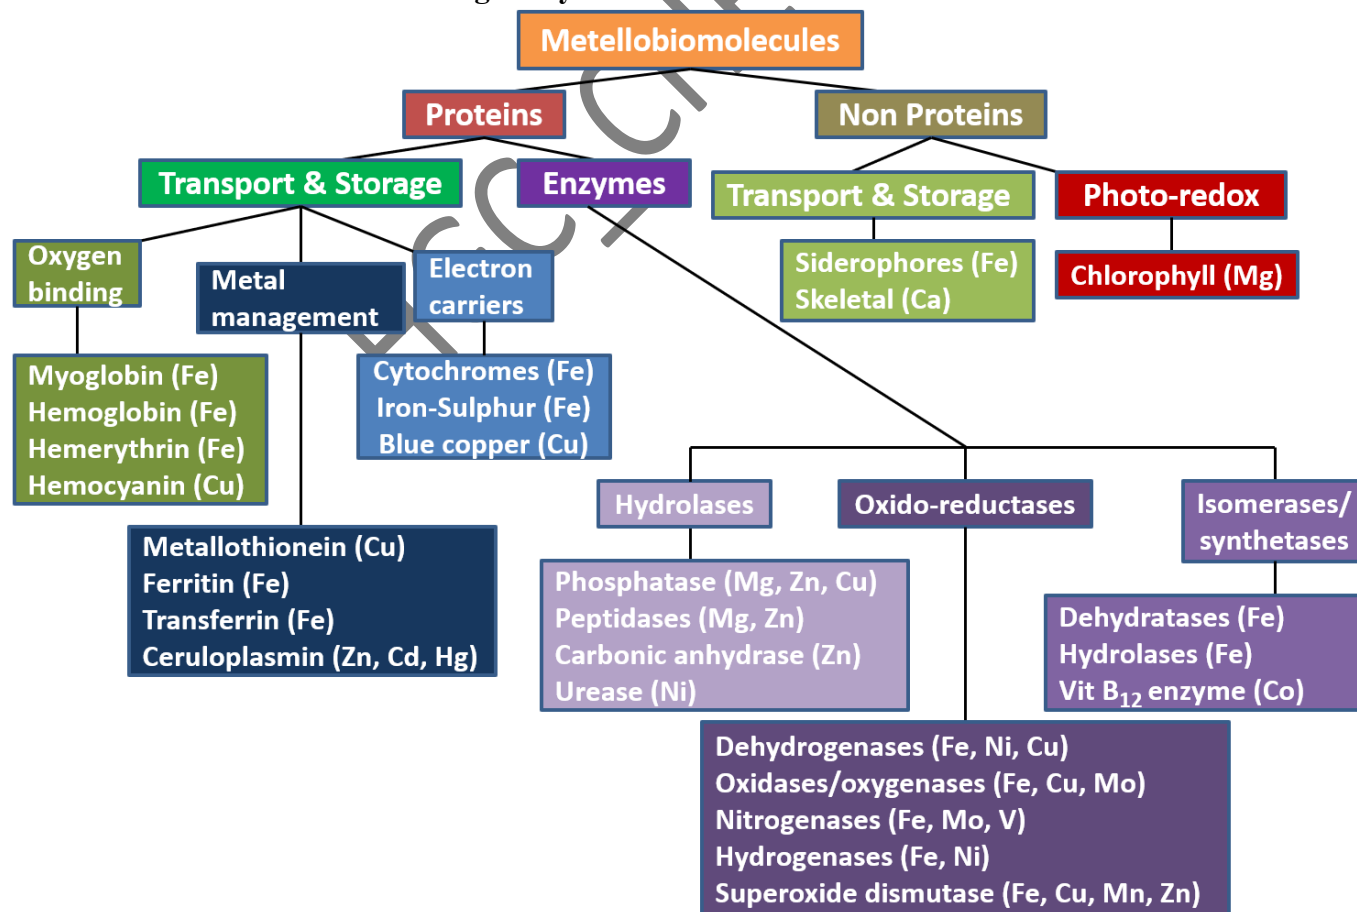 Metellobiomolecules
Proteins
Non Proteins
Transport & Storage
Enzymes
Transport & Storage
Photo-redox
Oxygen
binding
Metal
management
Electron
carriers
Siderophores (Fe)
Skeletal (Ca)
Chlorophyll (Mg)
Myoglobin (Fe)
Hemoglobin (Fe)
Hemerythrin (Fe)
Hemocyanin (Cu)
Cytochromes (Fe)
Iron-Sulphur (Fe)
Blue copper (Cu)
Metallothionein (Cu)
Ferritin (Fe)
Transferrin (Fe)
Ceruloplasmin (Zn, Cd, Hg)
Hydrolases
Oxido-reductases
Isomerases/
synthetases
Phosphatase (Mg, Zn, Cu)
Peptidases (Mg, Zn)
Carbonic anhydrase (Zn)
Urease (Ni)
Dehydratases (Fe)
Hydrolases (Fe)
Vit B12 enzyme (Co)
Dehydrogenases (Fe, Ni, Cu)
Oxidases/oxygenases (Fe, Cu, Mo)
Nitrogenases (Fe, Mo, V)
Hydrogenases (Fe, Ni)
Superoxide dismutase (Fe, Cu, Mn, Zn)